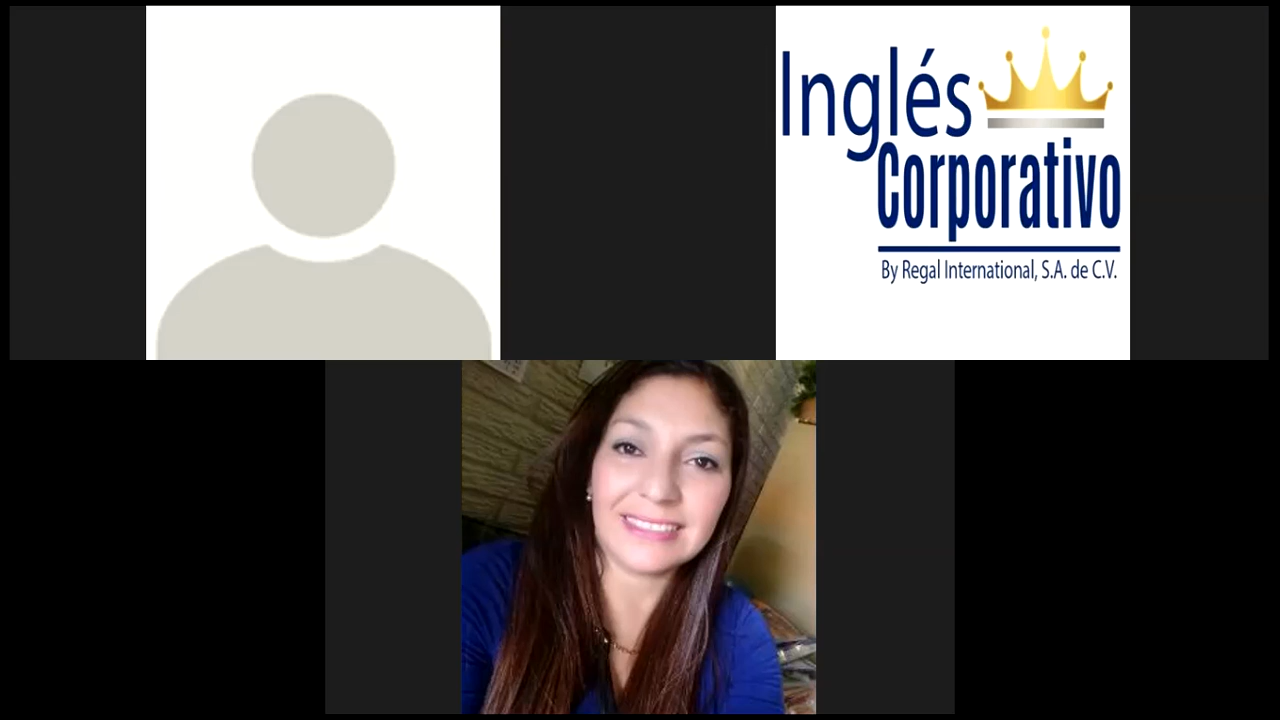 Inglés
Corporativo
By Regal International, S.A. de C.V.